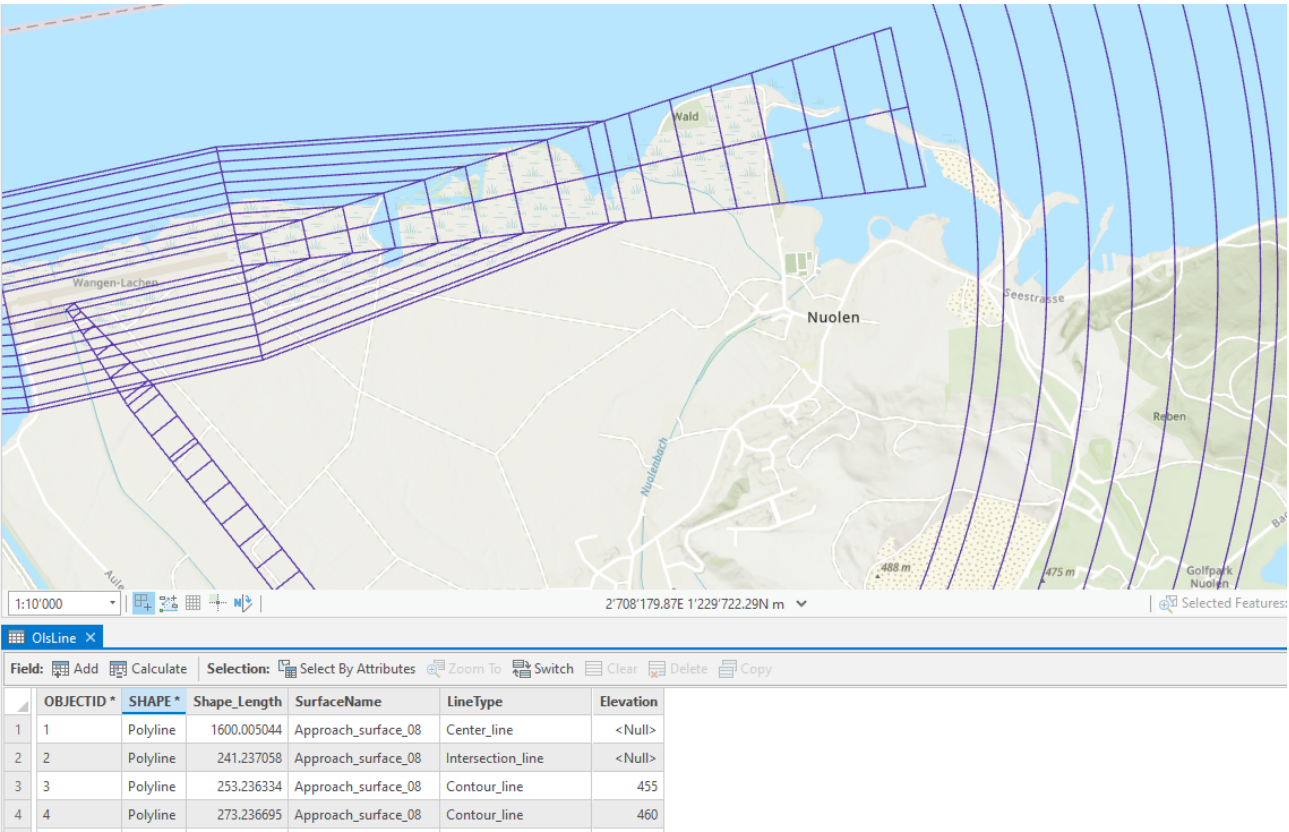 Wald
Wangen-Lachen
Seestrasse
Nuolen
Reben
Nuolenbach
488 m
475 m
Golfpark
Nuolen
1:10'000
2'708'179.87E 1'229'722.29N m
Selected Features:
OlsLine
Field: Add Calculate Selection: Select By Attributes Zoom To Switch Clear Delete Copy
OBJECTID * SHAPE * Shape_Length SurfaceName LineType Elevation
1 1 Polyline 1600.005044 Approach_surface_08 Center_line <Null>
2 2 Polyline 241.237058 Approach_surface_08 Intersection_line <Null>
3 3 Polyline 253.236334 Approach_surface_08 Contour_line 455
4 4 Polyline 273.236695 Approach_surface_08 Contour_line 460